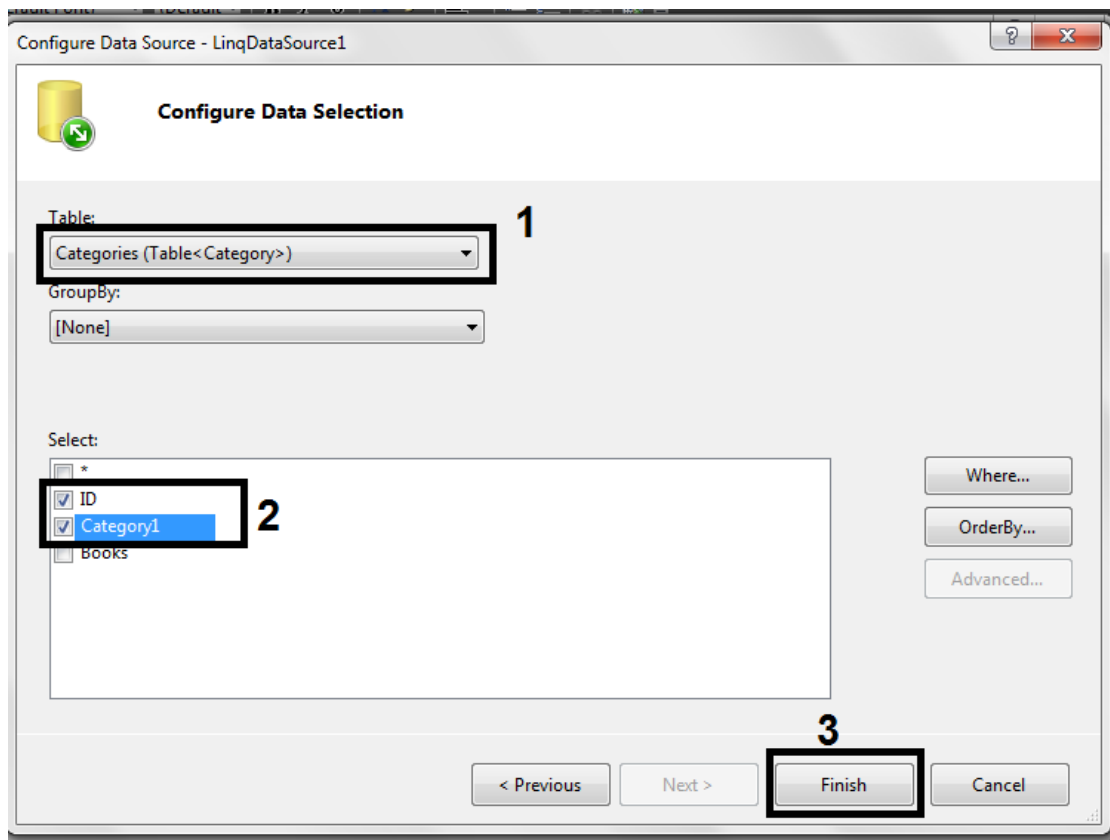 Configure Data Source - LinqDataSource1
Configure Data Selection
Table:
1
Categories (Table<Category>)
GroupBy:
[None]
Select:
*
ID
Category1
2
Books
Where...
OrderBy...
Advanced...
3
< Previous
Next >
Finish
Cancel